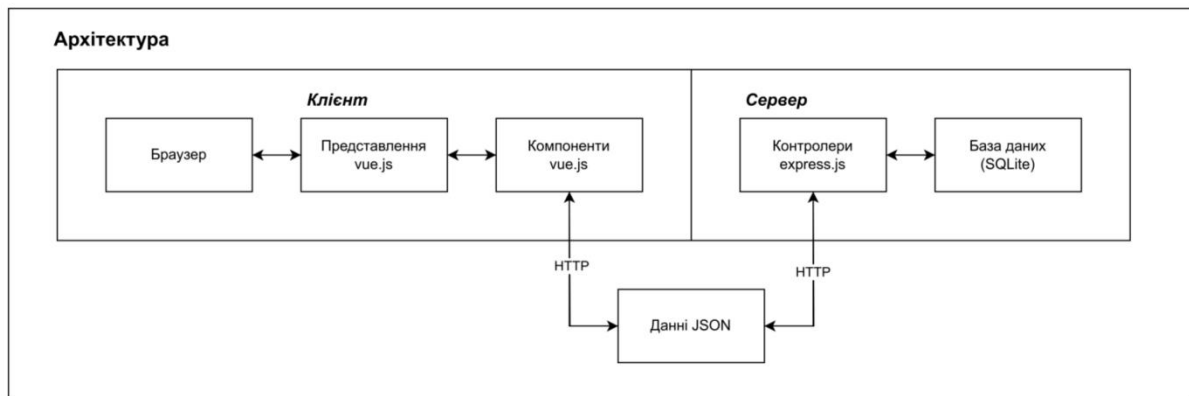 Архітектура
Клієнт
Сервер
Браузер
Представлення
vue.js
Компоненти
vue.js
Контролери
express.js
База даних
(SQLite)
HTTP
HTTP
Данні JSON